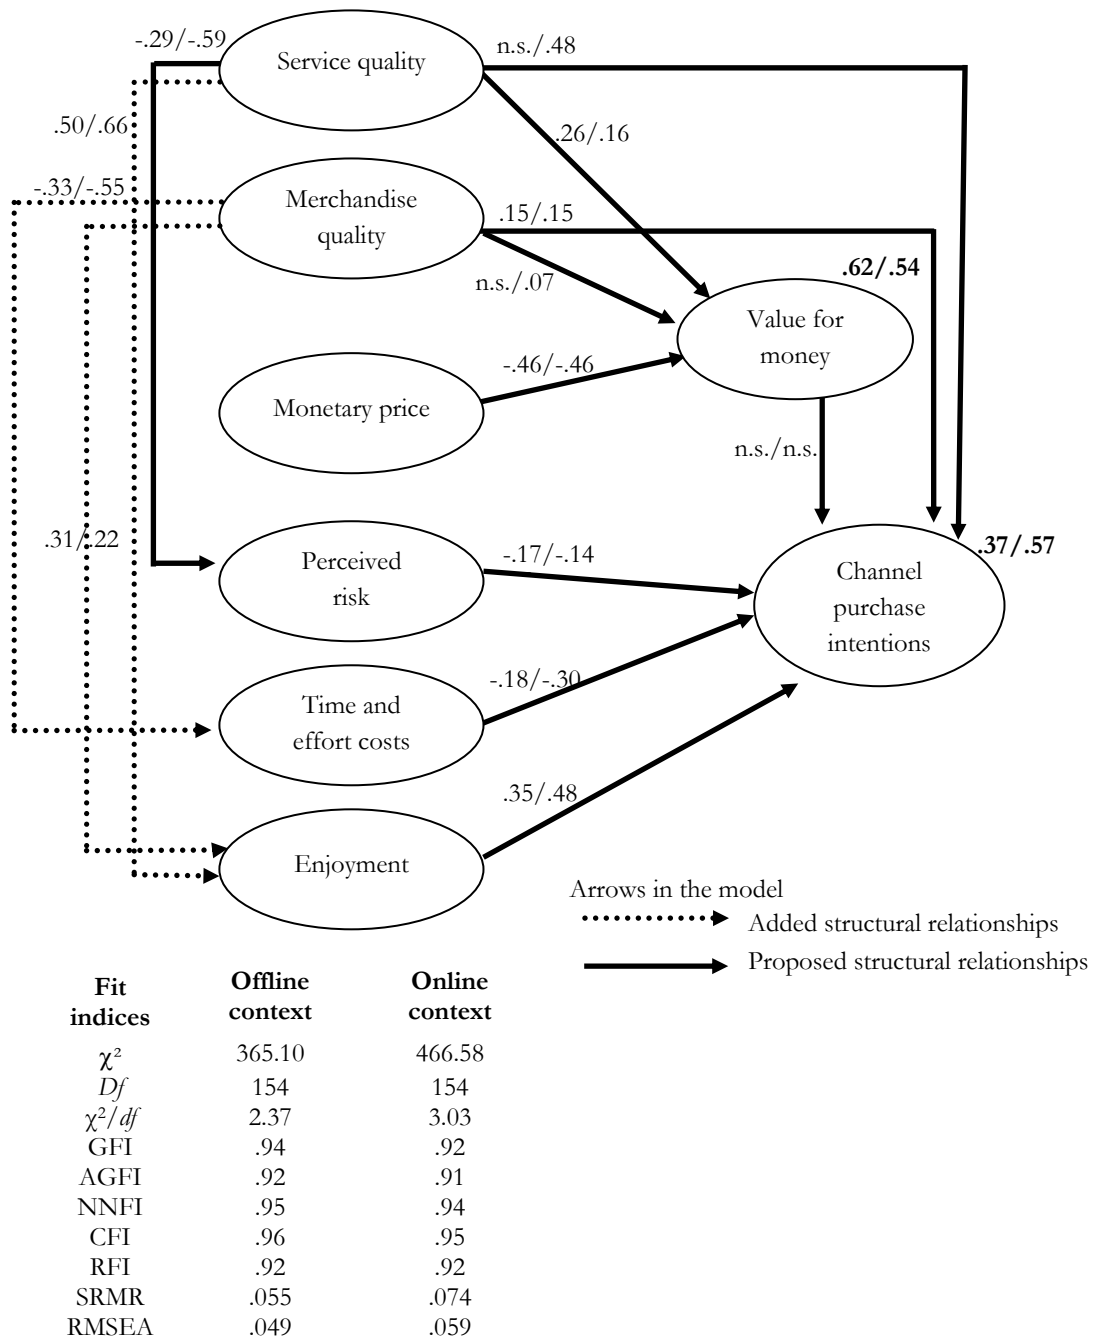 -.29/-.59
n.s./.48
Service quality
.50/.66
.26/.16
-.33/-.55
Merchandise
quality
.15/.15
n.s./.07
.62/.54
Value for
money
-.46/-.46
Monetary price
n.s./n.s.
.31/.22
Perceived
risk
-.17/-.14
.37/.57
Channel
purchase
intentions
-.18/-.30
Time and
effort costs
.35/.48
Enjoyment
Arrows in the model
Added structural relationships
Proposed structural relationships
Fit
indices
Offline
context
Online
context
χ² 365.10 466.58
Df 154 154
χ²/df 2.37 3.03
GFI .94 .92
AGFI .92 .91
NNFI .95 .94
CFI .96 .95
RFI .92 .92
SRMR .055 .074
RMSEA .049 .059